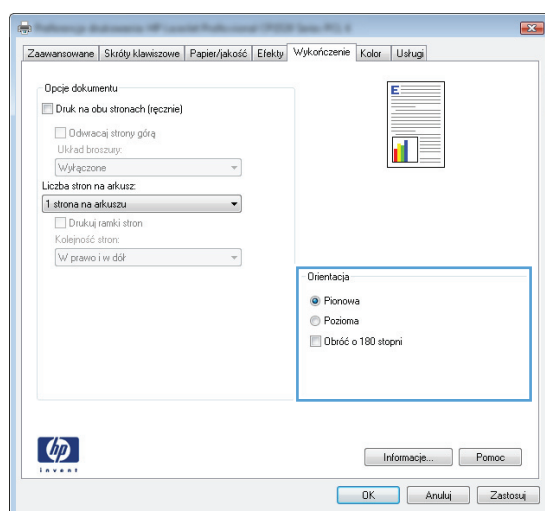 Zaawansowane Skróty klawiszowe Papier/jakość Efekty Wykończenie Kolor Usługi
Opcje dokumentu
Druk na obu stronach (ręcznie)
Odwracaj strony górą
Układ broszury:
Wyłączone
Liczba stron na arkusz:
1 strona na arkuszu
Drukuj ramki stron
Kolejność stron:
W prawo i w dół
E
Orientacja
Pionowa
Pozioma
Obróć o 180 stopni
hp
invent
Informacje... Pomoc
OK Anuluj Zastosuj